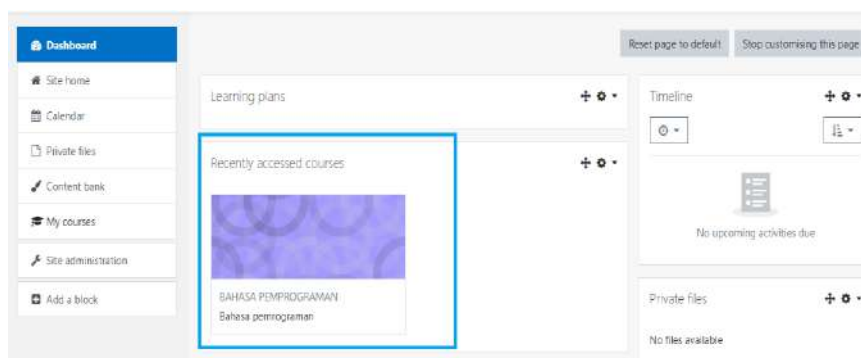 Dashboard
Reset page to default
Stop customising this page
Site home
Calendar
Private files
Content bank
My courses
Site administration
Add a block
Learning plans
Recently accessed courses
BAHASA PEMPROGRAMAN
Bahasa pemrograman
Timeline
No upcoming activities due
Private files
No files available